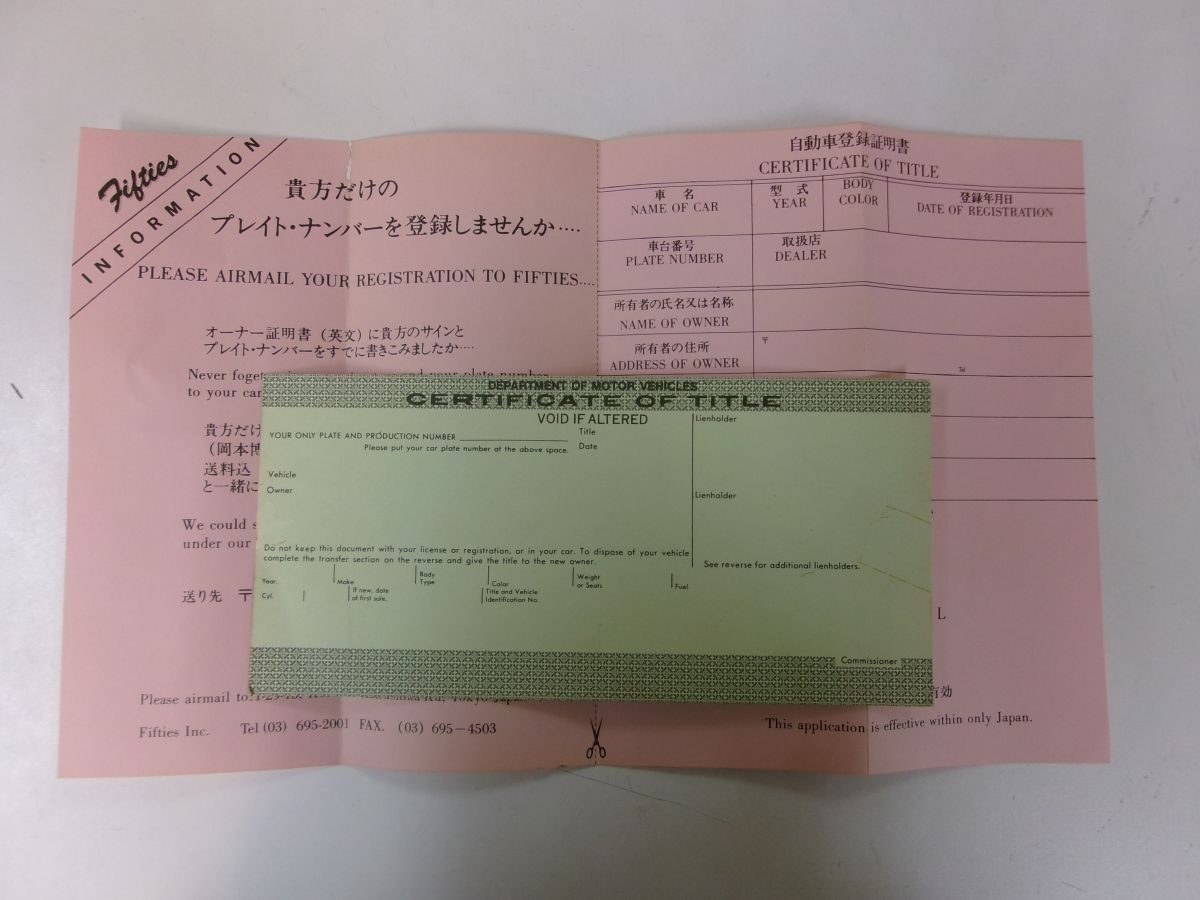 Fifties
INFORMATION
貴方だけの
プレイト・ナンバーを登録しませんか‥‥
PLEASE AIRMAIL YOUR REGISTRATION TO FIFTIES....
オーナー証明書（英文）に貴方のサインと
プレイト・ナンバーをすでに書きこみましたか‥‥
Never foget
to your car
貴方だけ
（岡本博
送料込
と一緒に
We could s
under our
送り先 〒
Please airmail to:
Fifties Inc. Tel (03) 695-2001 FAX. (03) 695-4503
自動車登録証明書
CERTIFICATE OF TITLE
車名 型式 BODY 登録年月日
NAME OF CAR YEAR COLOR DATE OF REGISTRATION
車台番号 取扱店
PLATE NUMBER DEALER
所有者の氏名又は名称
NAME OF OWNER
所有者の住所 〒
ADDRESS OF OWNER Tel
L
有効
This application is effective within only Japan.
DEPARTMENT OF MOTOR VEHICLES
CERTIFICATE OF TITLE
VOID IF ALTERED
YOUR ONLY PLATE AND PRODUCTION NUMBER
Please put your car plate number at the above space.
Title
Date
Lienholder
Vehicle
Owner
Lienholder
Do not keep this document with your license or registration, or in your car. To dispose of your vehicle
complete the transfer section on the reverse and give the title to the new owner.
See reverse for additional lienholders.
Year. Make Body Type Color Weight or Seats Fuel
Cyl. If new, date of first sale. Title and Vehicle Identification No.
Commissioner